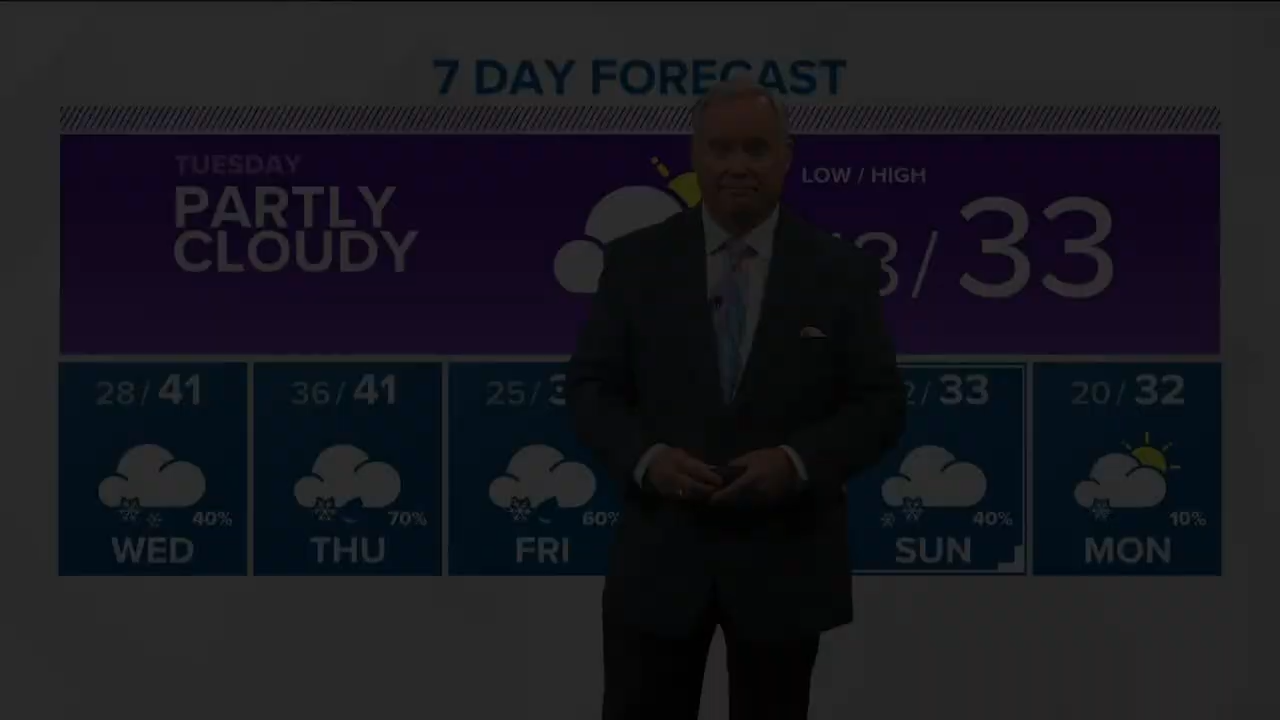 7 DAY FORECAST
TUESDAY
PARTLY
CLOUDY
LOW / HIGH
/ 33
28 / 41
36 / 41
25 /
/ 33
20 / 32
40%
70%
60%
40%
10%
WED
THU
FRI
SUN
MON